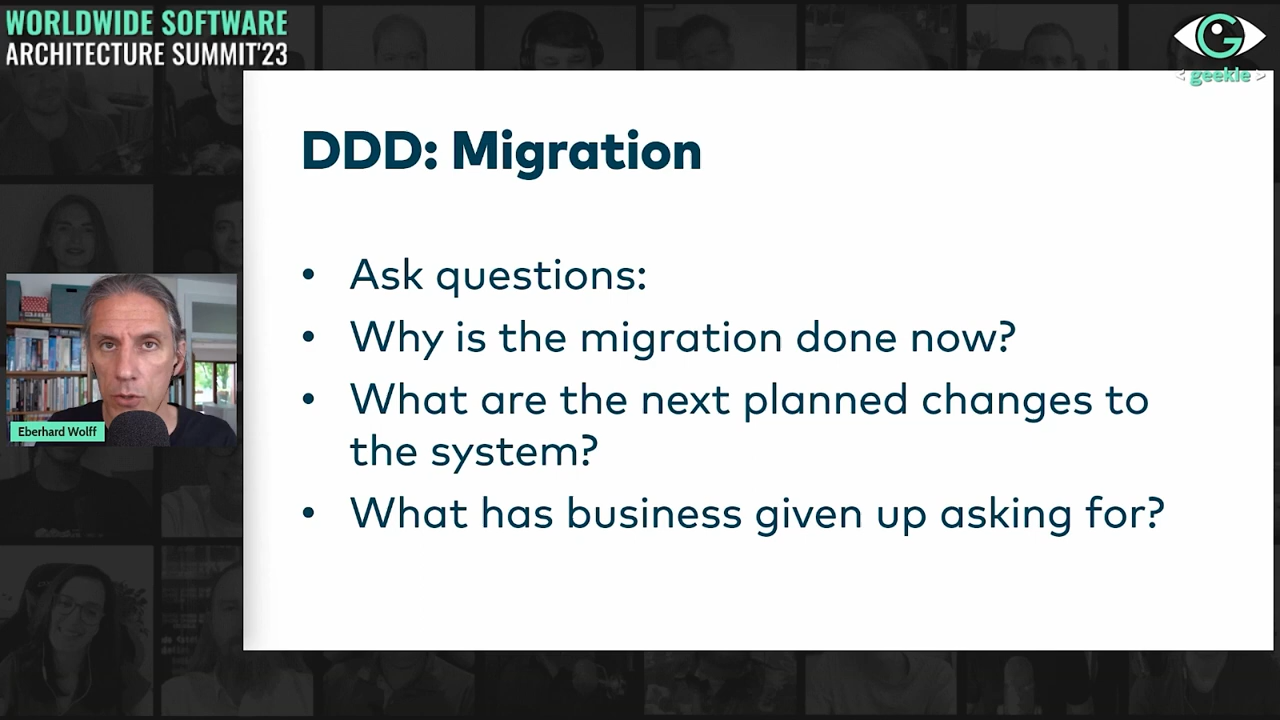 WORLDWIDE SOFTWARE
ARCHITECTURE SUMMIT'23
< geekle >
DDD: Migration
• Ask questions:
• Why is the migration done now?
• What are the next planned changes to
the system?
• What has business given up asking for?
Eberhard Wolff